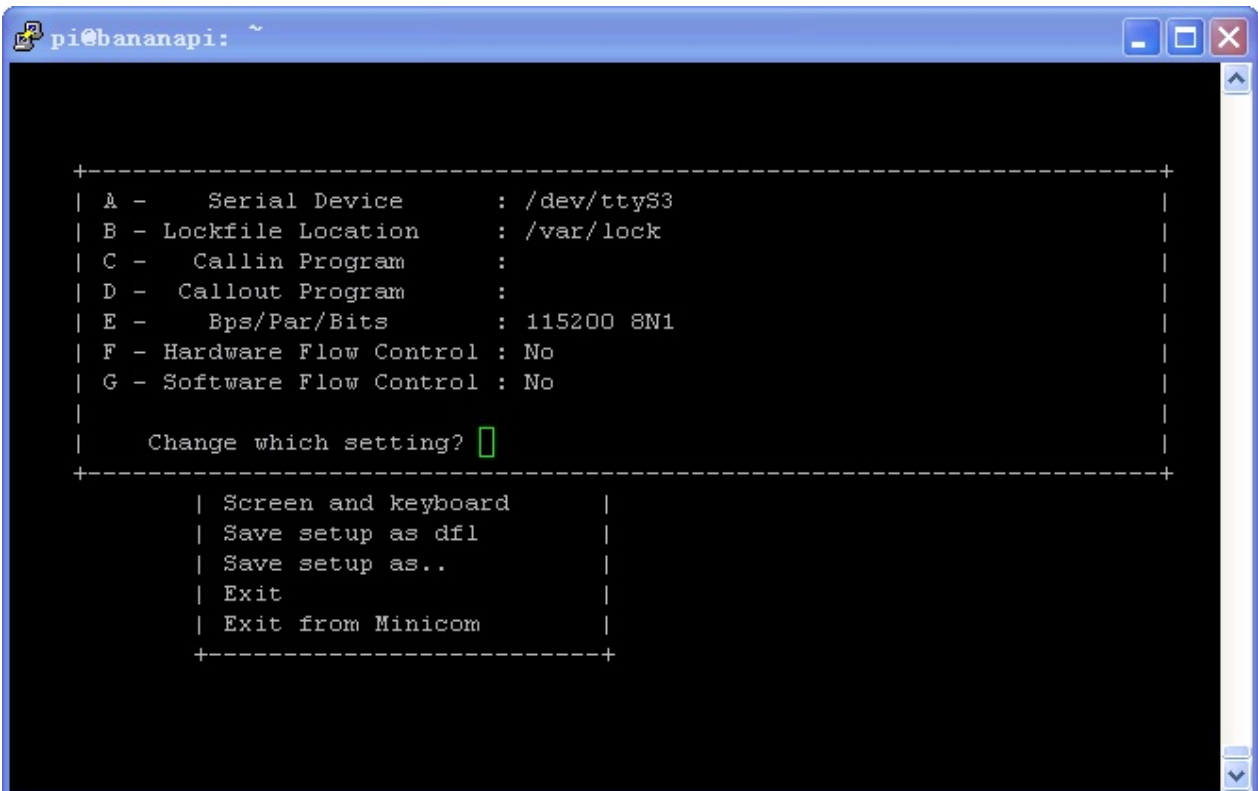 pi@bananapi: ~
+-----------------------------------------------------------------------+
| A -    Serial Device      : /dev/ttyS3                                |
| B - Lockfile Location     : /var/lock                                 |
| C -   Callin Program      :                                           |
| D -  Callout Program      :                                           |
| E -    Bps/Par/Bits       : 115200 8N1                                |
| F - Hardware Flow Control : No                                        |
| G - Software Flow Control : No                                        |
|                                                                       |
|    Change which setting?                                              |
+-----------------------------------------------------------------------+
        | Screen and keyboard      |
        | Save setup as dfl        |
        | Save setup as..          |
        | Exit                     |
        | Exit from Minicom        |
        +--------------------------+